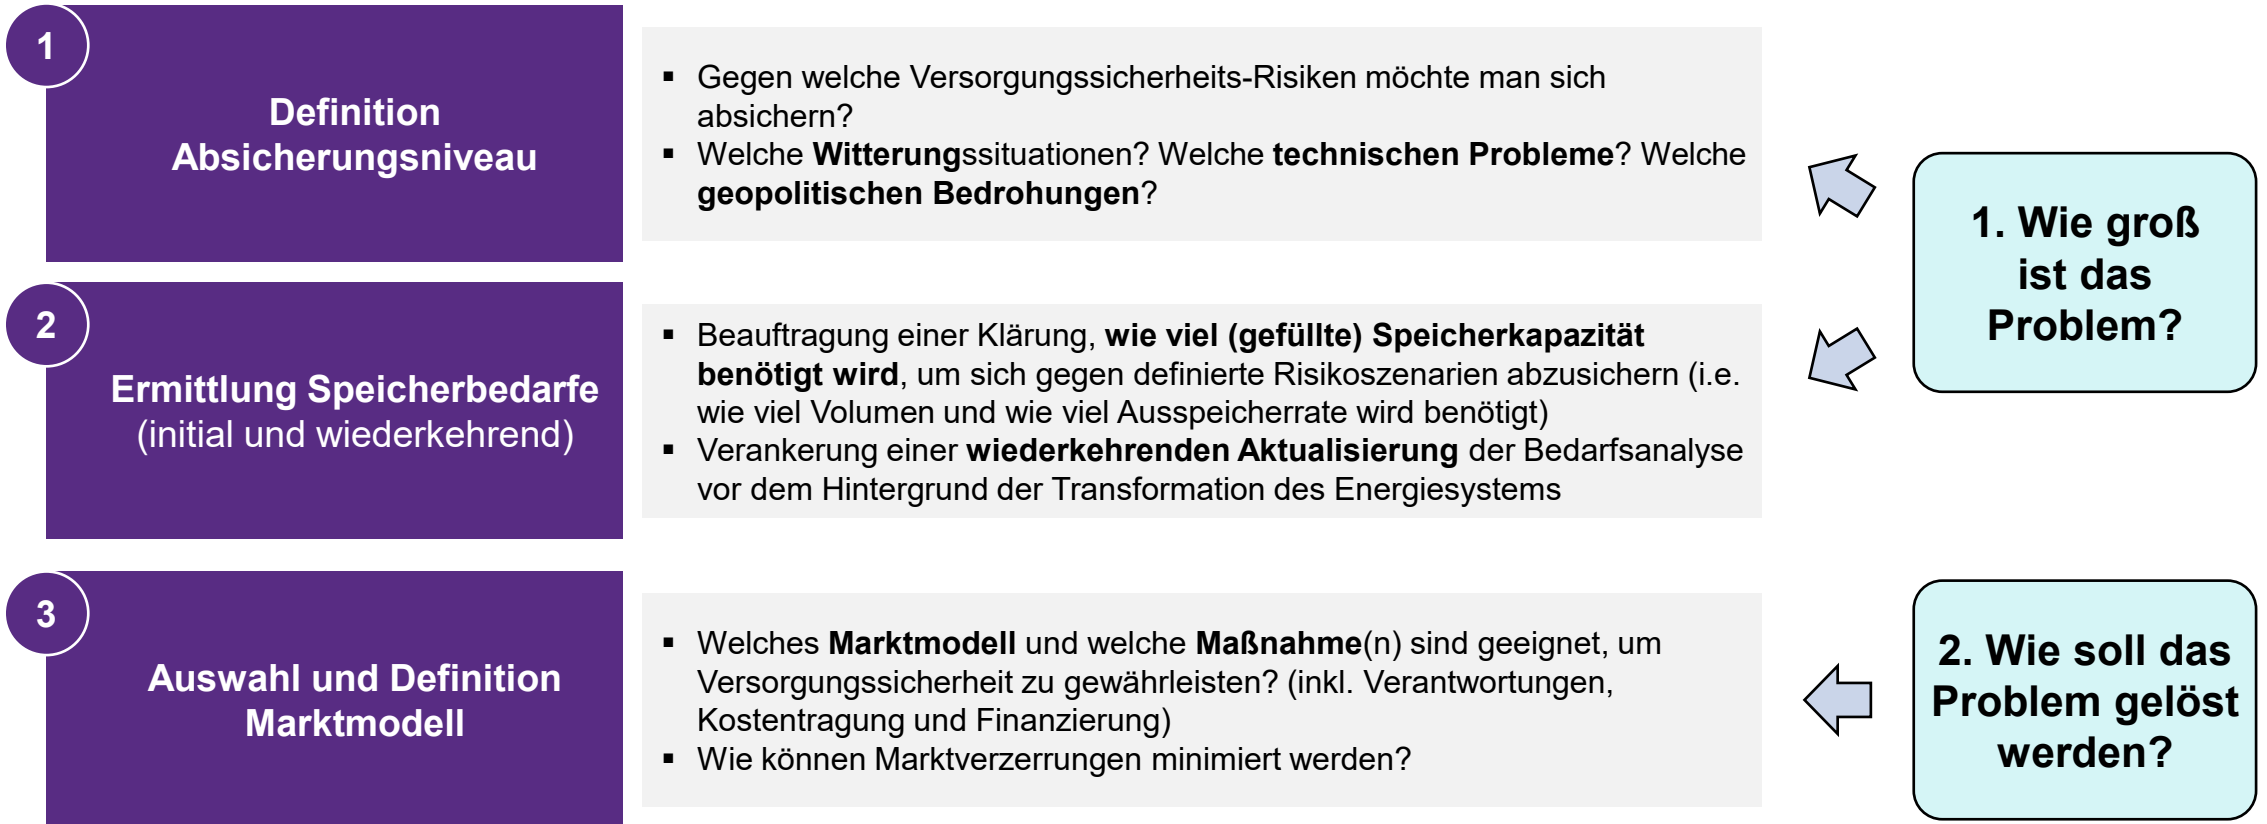 1
Definition
Absicherungsniveau
▪ Gegen welche Versorgungssicherheits-Risiken möchte man sich
absichern?
▪ Welche Witterungssituationen? Welche technischen Probleme? Welche
geopolitischen Bedrohungen?
1. Wie groß
ist das
Problem?
2
Ermittlung Speicherbedarfe
(initial und wiederkehrend)
▪ Beauftragung einer Klärung, wie viel (gefüllte) Speicherkapazität
benötigt wird, um sich gegen definierte Risikoszenarien abzusichern (i.e.
wie viel Volumen und wie viel Ausspeicherrate wird benötigt)
▪ Verankerung einer wiederkehrenden Aktualisierung der Bedarfsanalyse
vor dem Hintergrund der Transformation des Energiesystems
3
Auswahl und Definition
Marktmodell
▪ Welches Marktmodell und welche Maßnahme(n) sind geeignet, um
Versorgungssicherheit zu gewährleisten? (inkl. Verantwortungen,
Kostentragung und Finanzierung)
▪ Wie können Marktverzerrungen minimiert werden?
2. Wie soll das
Problem gelöst
werden?